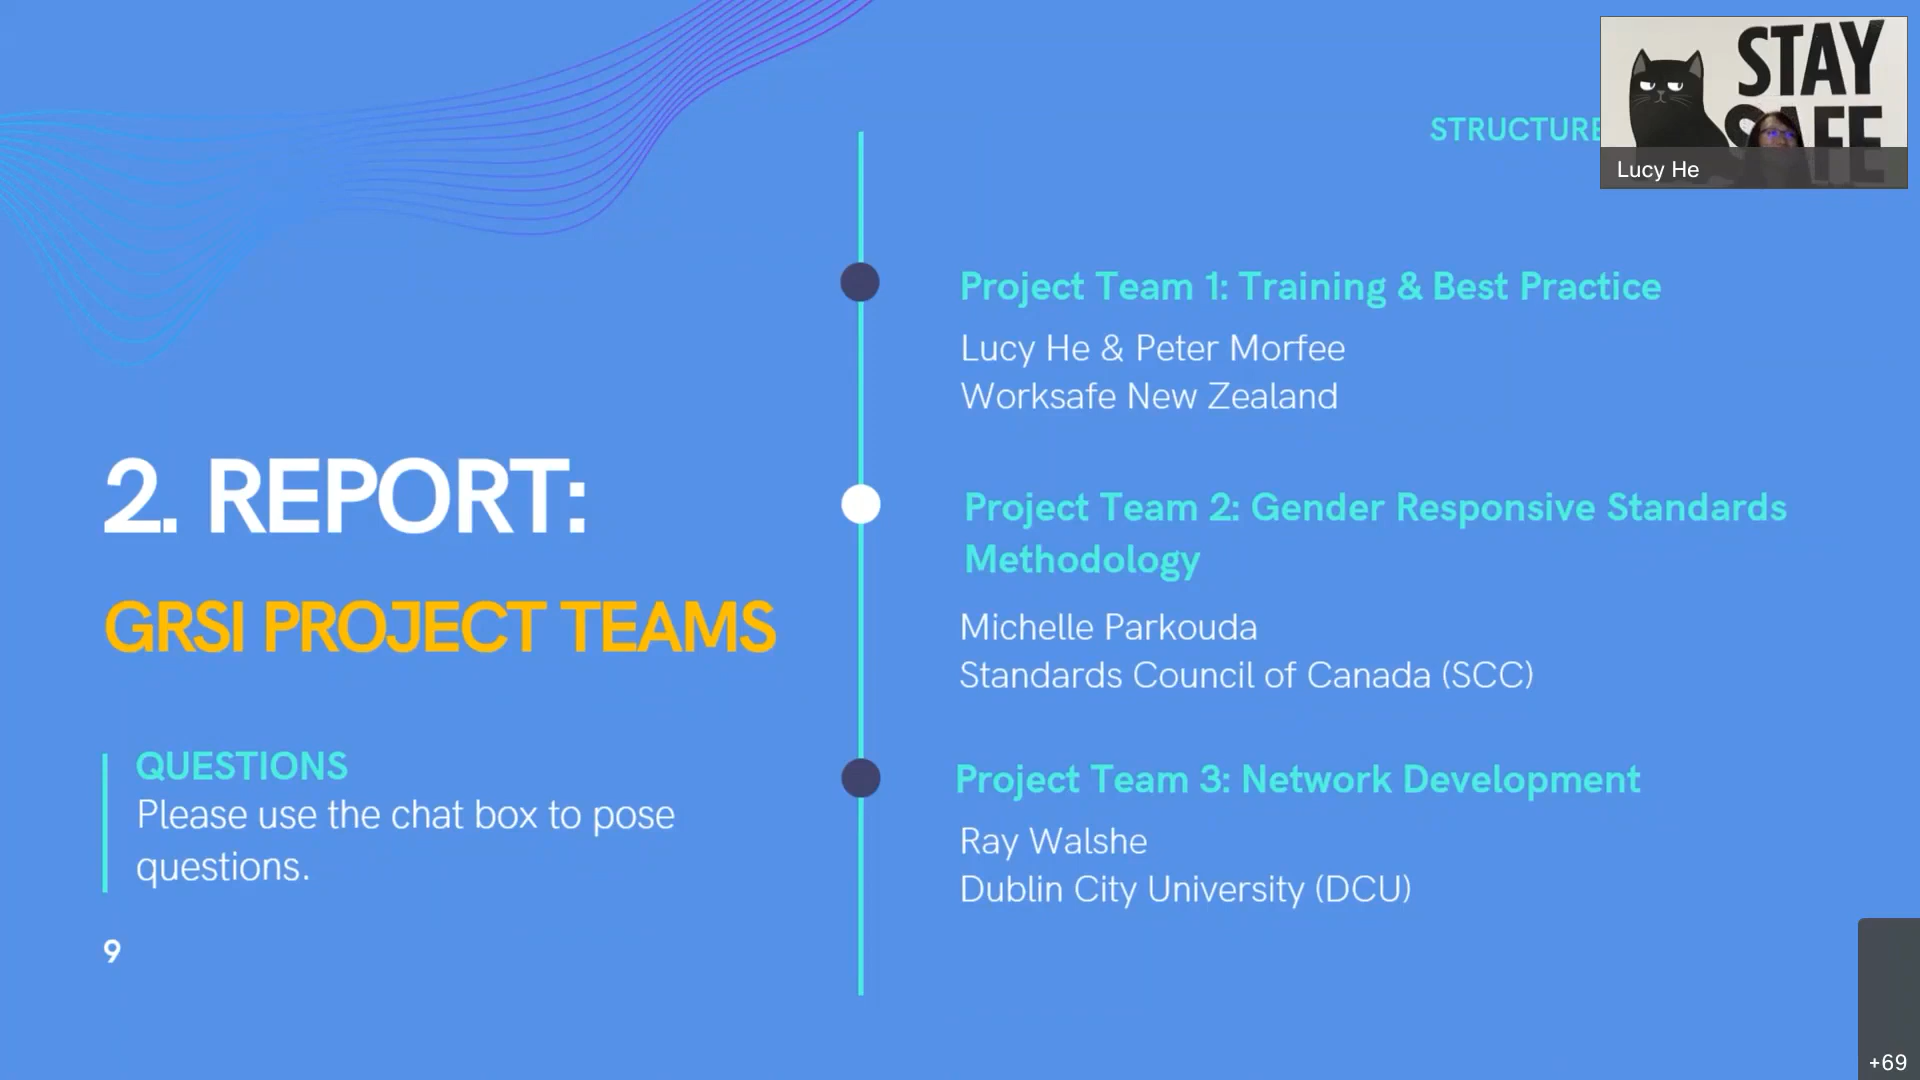 STAY
SAFE
Lucy He
STRUCTURE
Project Team 1: Training & Best Practice
Lucy He & Peter Morfee
Worksafe New Zealand
2. REPORT:
GRSI PROJECT TEAMS
Project Team 2: Gender Responsive Standards
Methodology
Michelle Parkouda
Standards Council of Canada (SCC)
QUESTIONS
Please use the chat box to pose
questions.
Project Team 3: Network Development
Ray Walshe
Dublin City University (DCU)
9
+69